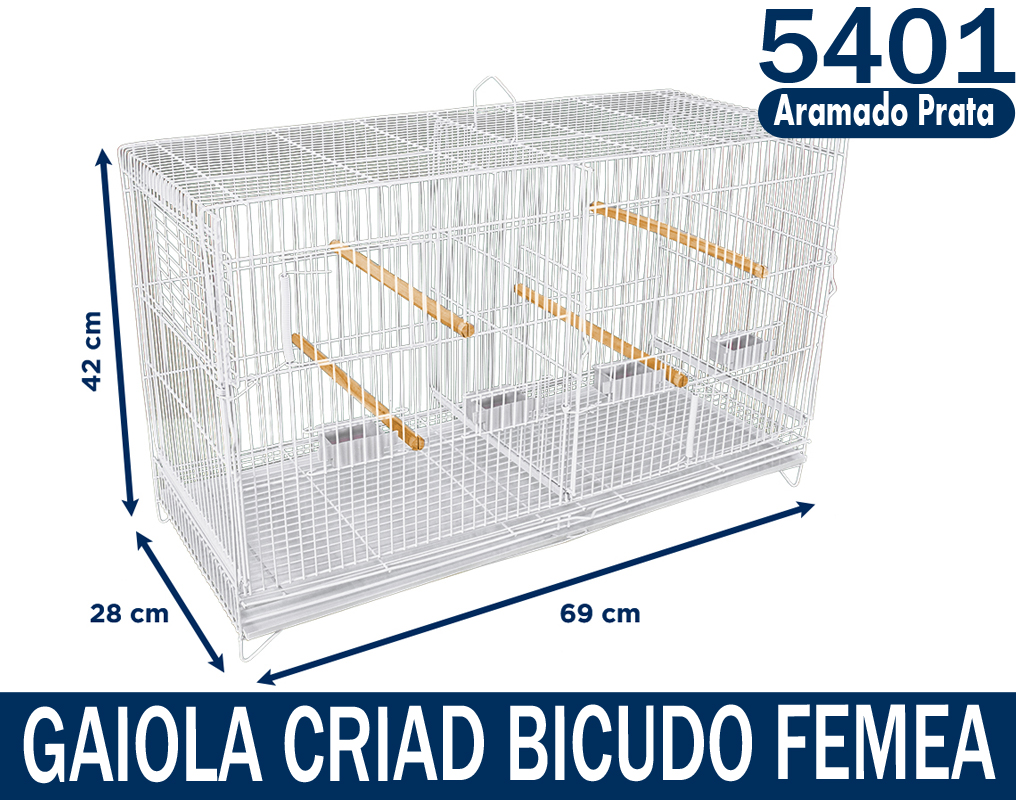 5401
Aramado Prata
42 cm
28 cm
69 cm
GAIOLA CRIAD BICUDO FEMEA